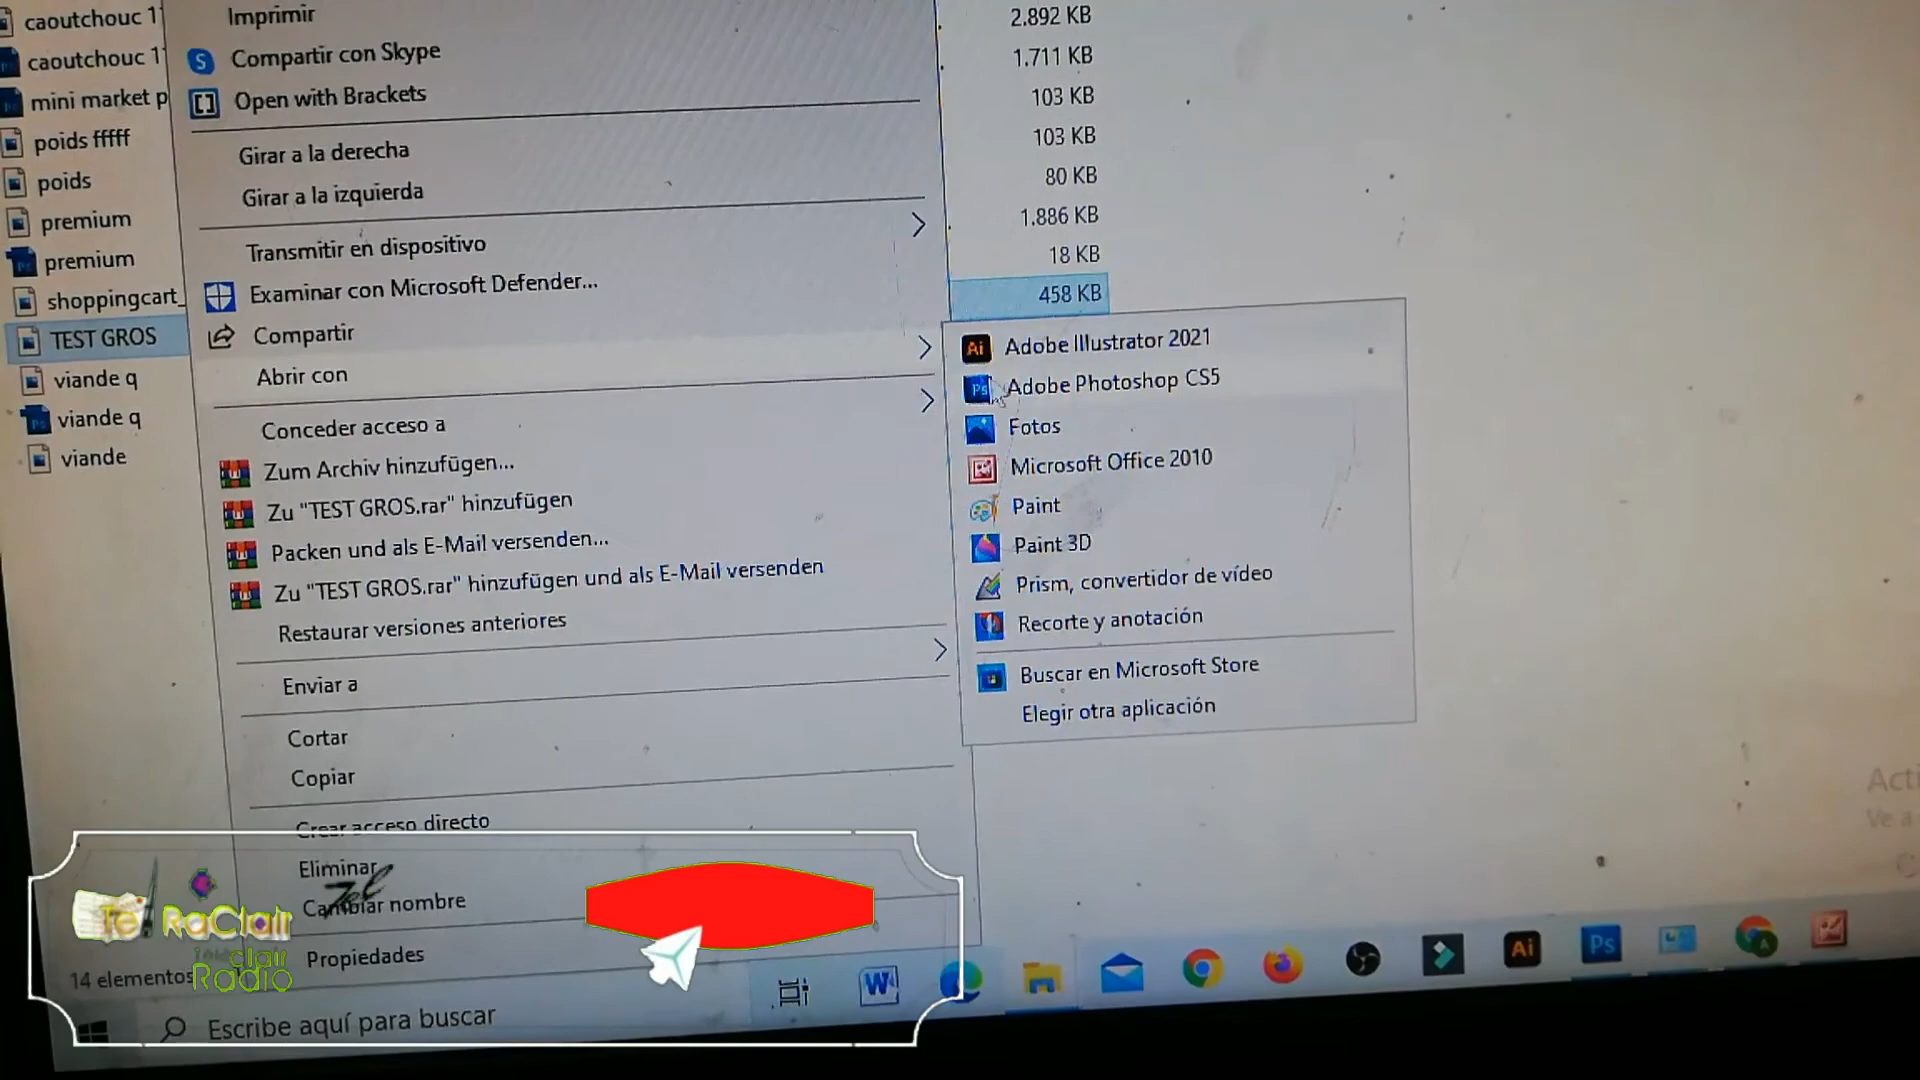 caoutchouc 1
caoutchouc 1
mini market p
poids fffff
poids
premium
premium
shoppingcart_
TEST GROS
viande q
viande q
viande
Imprimir
Compartir con Skype
Open with Brackets
Girar a la derecha
Girar a la izquierda
Transmitir en dispositivo
Examinar con Microsoft Defender...
Compartir
Abrir con
Conceder acceso a
Zum Archiv hinzufügen...
Zu "TEST GROS.rar" hinzufügen
Packen und als E-Mail versenden...
Zu "TEST GROS.rar" hinzufügen und als E-Mail versenden
Restaurar versiones anteriores
Enviar a
Cortar
Copiar
Crear acceso directo
Eliminar
Cambiar nombre
Propiedades
2.892 KB
1.711 KB
103 KB
103 KB
80 KB
1.886 KB
18 KB
458 KB
Ai Adobe Illustrator 2021
Ps Adobe Photoshop CS5
Fotos
Microsoft Office 2010
Paint
Paint 3D
Prism, convertidor de vídeo
Recorte y anotación
Buscar en Microsoft Store
Elegir otra aplicación
Acti
Ve a
Tel RaClair
clair
Radio
14 elementos
Escribe aquí para buscar
W
Ai
Ps
A